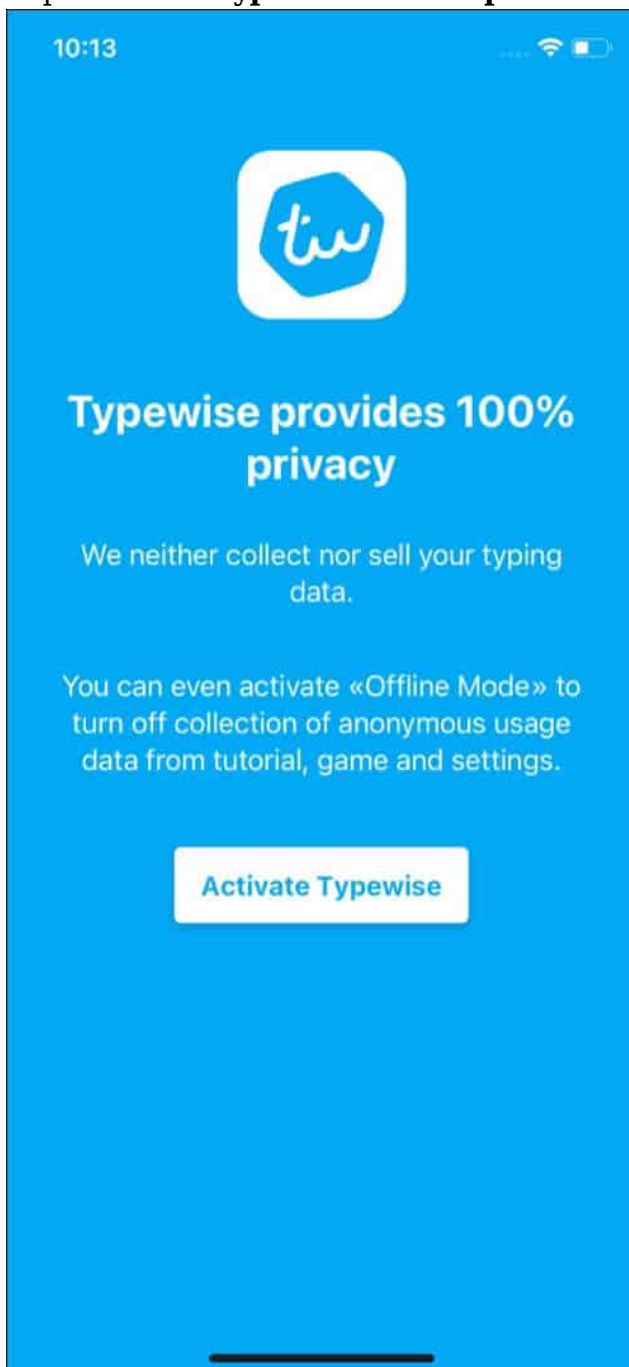 10:13
tw
Typewise provides 100%
privacy
We neither collect nor sell your typing
data.
You can even activate «Offline Mode» to
turn off collection of anonymous usage
data from tutorial, game and settings.
Activate Typewise